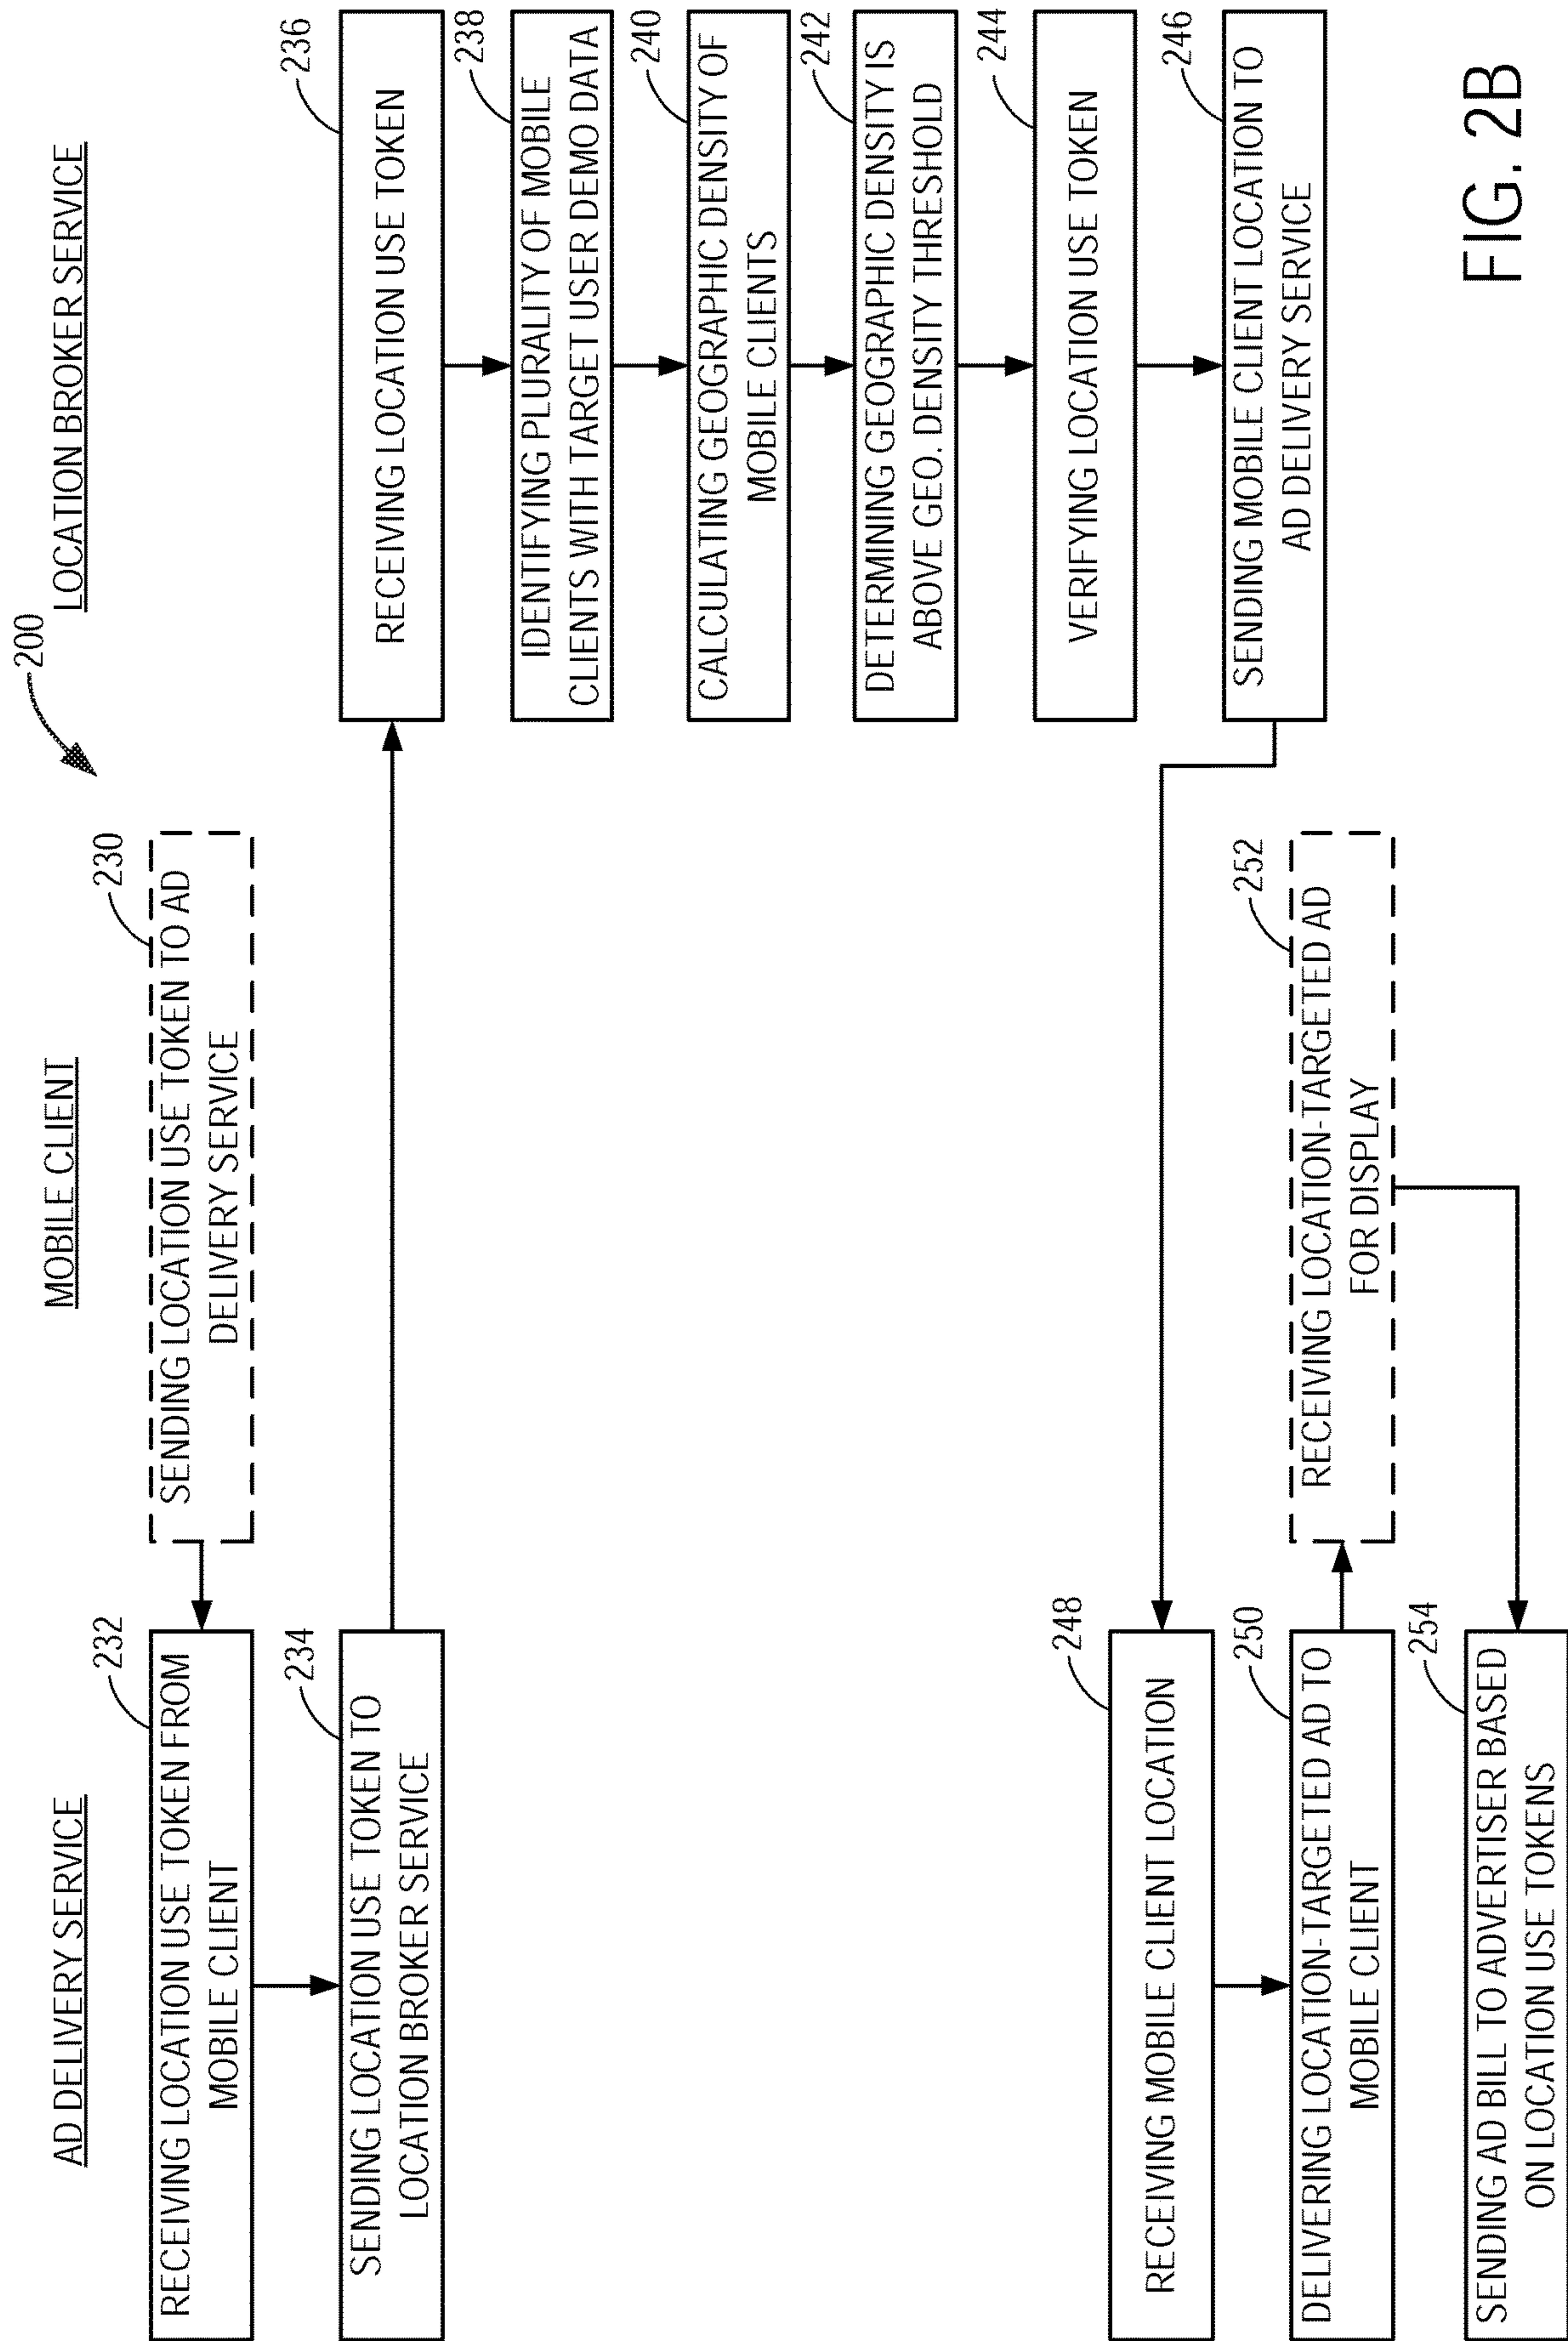 200
AD DELIVERY SERVICE
MOBILE CLIENT
LOCATION BROKER SERVICE
230
SENDING LOCATION USE TOKEN TO AD
DELIVERY SERVICE
232
RECEIVING LOCATION USE TOKEN FROM
MOBILE CLIENT
234
SENDING LOCATION USE TOKEN TO
LOCATION BROKER SERVICE
236
RECEIVING LOCATION USE TOKEN
238
IDENTIFYING PLURALITY OF MOBILE
CLIENTS WITH TARGET USER DEMO DATA
240
CALCULATING GEOGRAPHIC DENSITY OF
MOBILE CLIENTS
242
DETERMINING GEOGRAPHIC DENSITY IS
ABOVE GEO. DENSITY THRESHOLD
244
VERIFYING LOCATION USE TOKEN
246
SENDING MOBILE CLIENT LOCATION TO
AD DELIVERY SERVICE
248
RECEIVING MOBILE CLIENT LOCATION
250
DELIVERING LOCATION-TARGETED AD TO
MOBILE CLIENT
252
RECEIVING LOCATION-TARGETED AD
FOR DISPLAY
254
SENDING AD BILL TO ADVERTISER BASED
ON LOCATION USE TOKENS
FIG. 2B